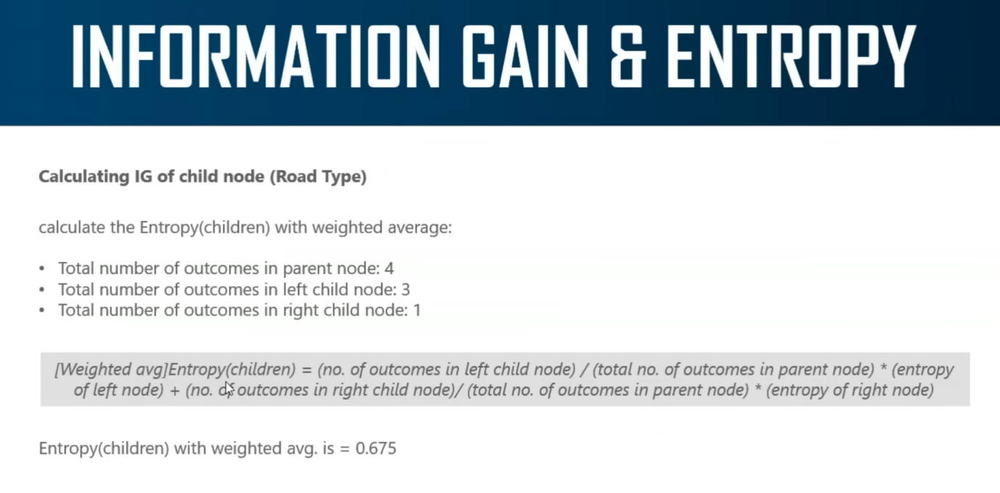 INFORMATION GAIN & ENTROPY
Calculating IG of child node (Road Type)
calculate the Entropy(children) with weighted average:
• Total number of outcomes in parent node: 4
• Total number of outcomes in left child node: 3
• Total number of outcomes in right child node: 1
[Weighted avg]Entropy(children) = (no. of outcomes in left child node) / (total no. of outcomes in parent node) * (entropy
of left node) + (no. of outcomes in right child node)/ (total no. of outcomes in parent node) * (entropy of right node)
Entropy(children) with weighted avg. is = 0.675